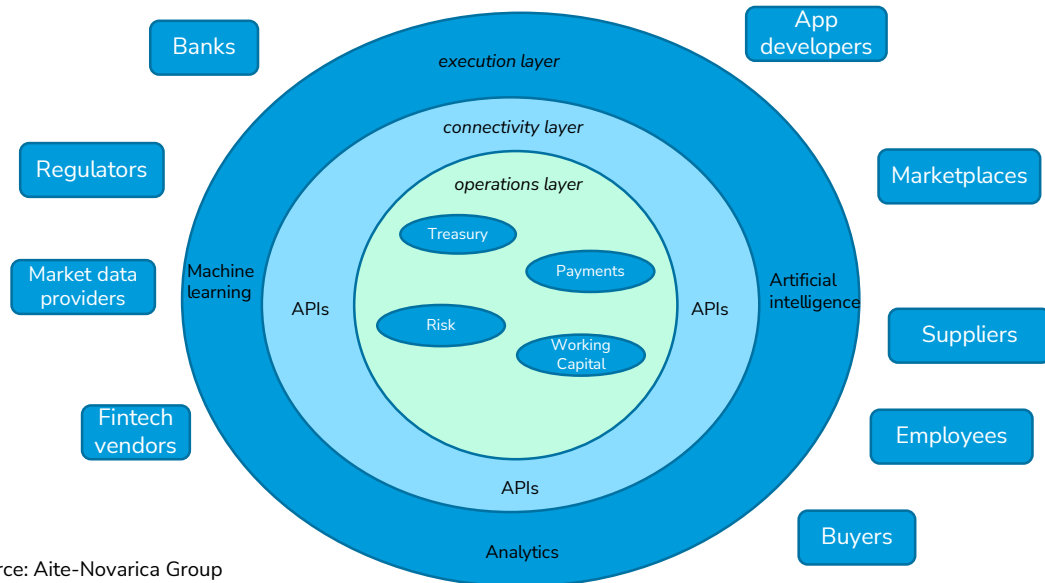 Banks
App
developers
execution layer
connectivity layer
Regulators
Marketplaces
operations layer
Treasury
Payments
Market data
providers
Machine
learning
Artificial
intelligence
APIs
APIs
Risk
Working
Capital
Suppliers
Fintech
vendors
Employees
APIs
Buyers
Analytics
rce: Aite-Novarica Group